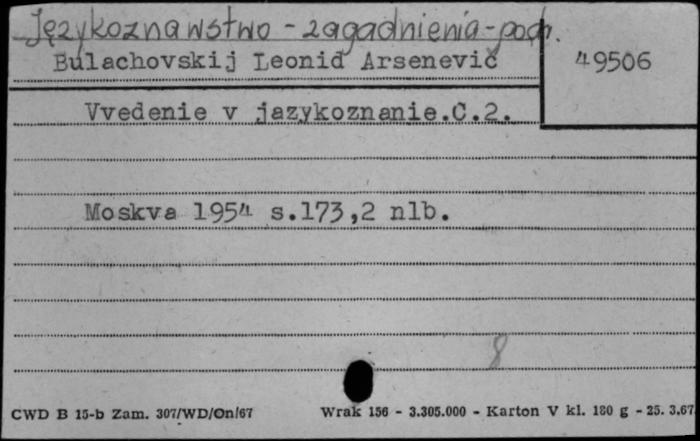 Językoznawstwo - zagadnienia - podr.
Bulachovskij Leonid Arsenevič
49506
Vvedenie v jazykoznanie.C.2.
Moskva 1954 s.173,2 nlb.
8
CWD B 15-b Zam. 307/WD/On/67 Wrak 156 - 3.305.000 - Karton V kl. 180 g - 25. 3.67